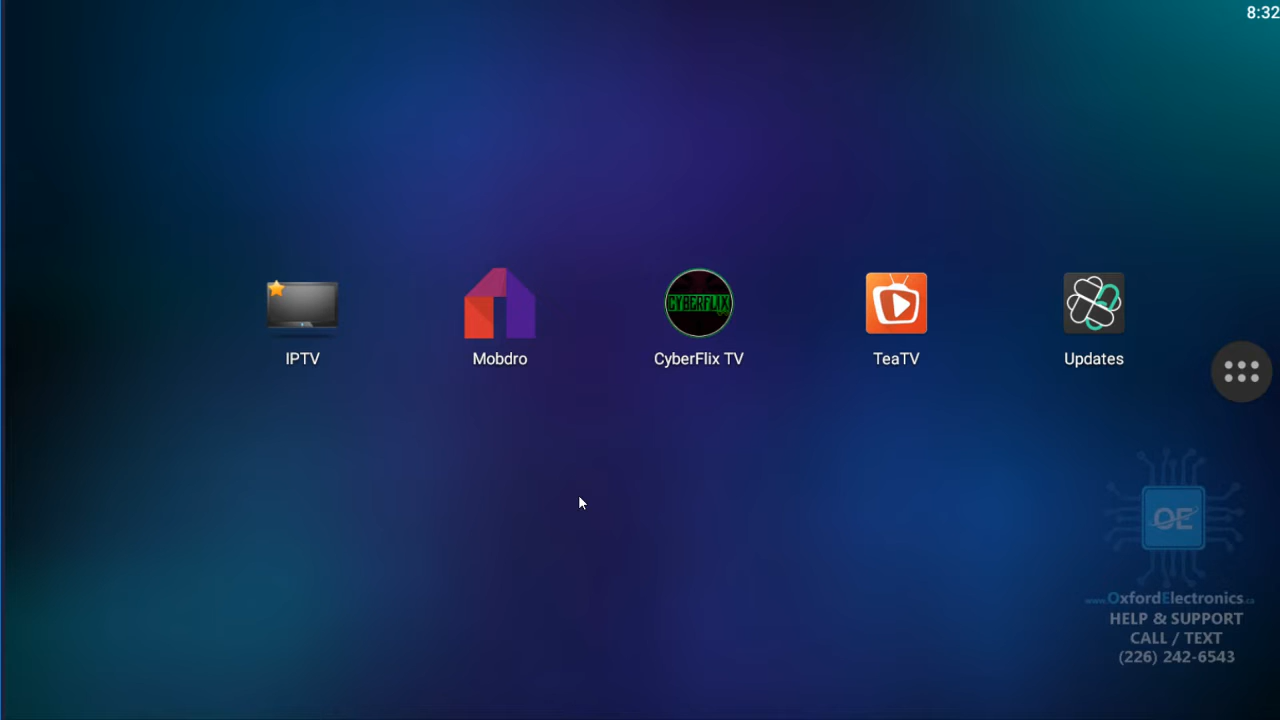 8:32
CYBERFLIX
IPTV
Mobdro
CyberFlix TV
TeaTV
Updates
OE
www.OxfordElectronics.ca
HELP & SUPPORT
CALL / TEXT
(226) 242-6543